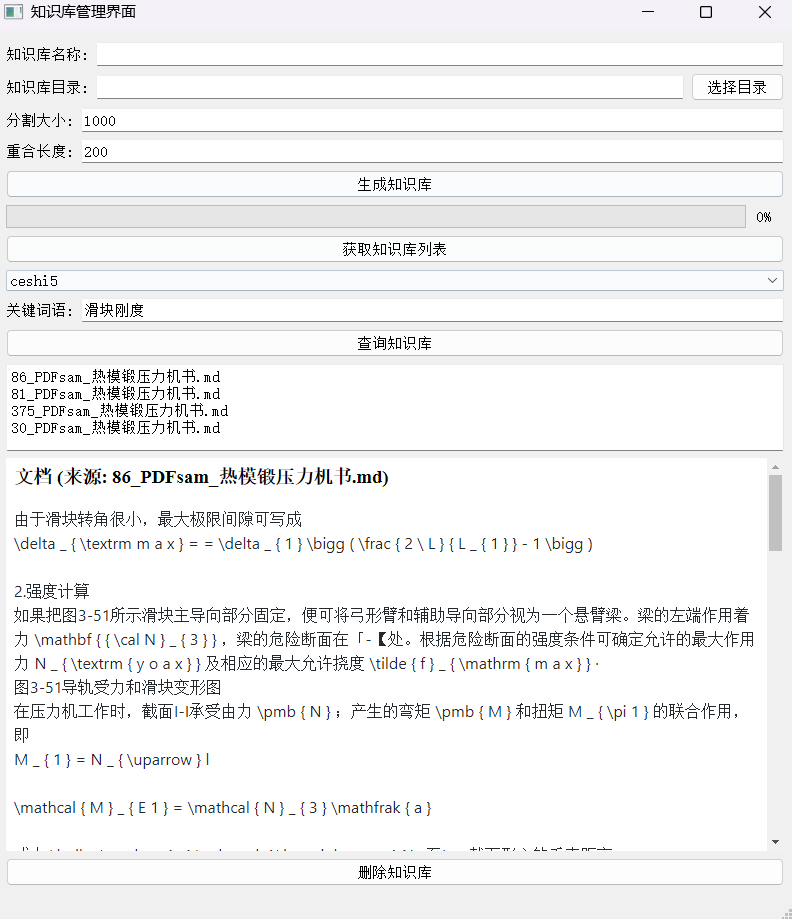 知识库管理界面
知识库名称：
知识库目录：
选择目录
分割大小：1000
重合长度：200
生成知识库
0%
获取知识库列表
ceshi5
关键词语：滑块刚度
查询知识库
86_PDFsam_热模锻压力机书.md
81_PDFsam_热模锻压力机书.md
375_PDFsam_热模锻压力机书.md
30_PDFsam_热模锻压力机书.md
文档 (来源: 86_PDFsam_热模锻压力机书.md)
由于滑块转角很小，最大极限间隙可写成
\delta _ { \textrm m a x } = = \delta _ { 1 } \bigg ( \frac { 2 \ L } { L _ { 1 } } - 1 \bigg )
2.强度计算
如果把图3-51所示滑块主导向部分固定，便可将弓形臂和辅助导向部分视为一个悬臂梁。梁的左端作用着
力 \mathbf { { \cal N } _ { 3 } } ，梁的危险断面在「-【处。根据危险断面的强度条件可确定允许的最大作用
力 N _ { \textrm { y o a x } } 及相应的最大允许挠度 \tilde { f } _ { \mathrm { m a x } } ·
图3-51导轨受力和滑块变形图
在压力机工作时，截面I-I承受由力 \pmb { N } ；产生的弯矩 \pmb { M } 和扭矩 M _ { \pi 1 } 的联合作用，
即
M _ { 1 } = N _ { \uparrow } l
\mathcal { M } _ { E 1 } = \mathcal { N } _ { 3 } \mathfrak { a }
删除知识库